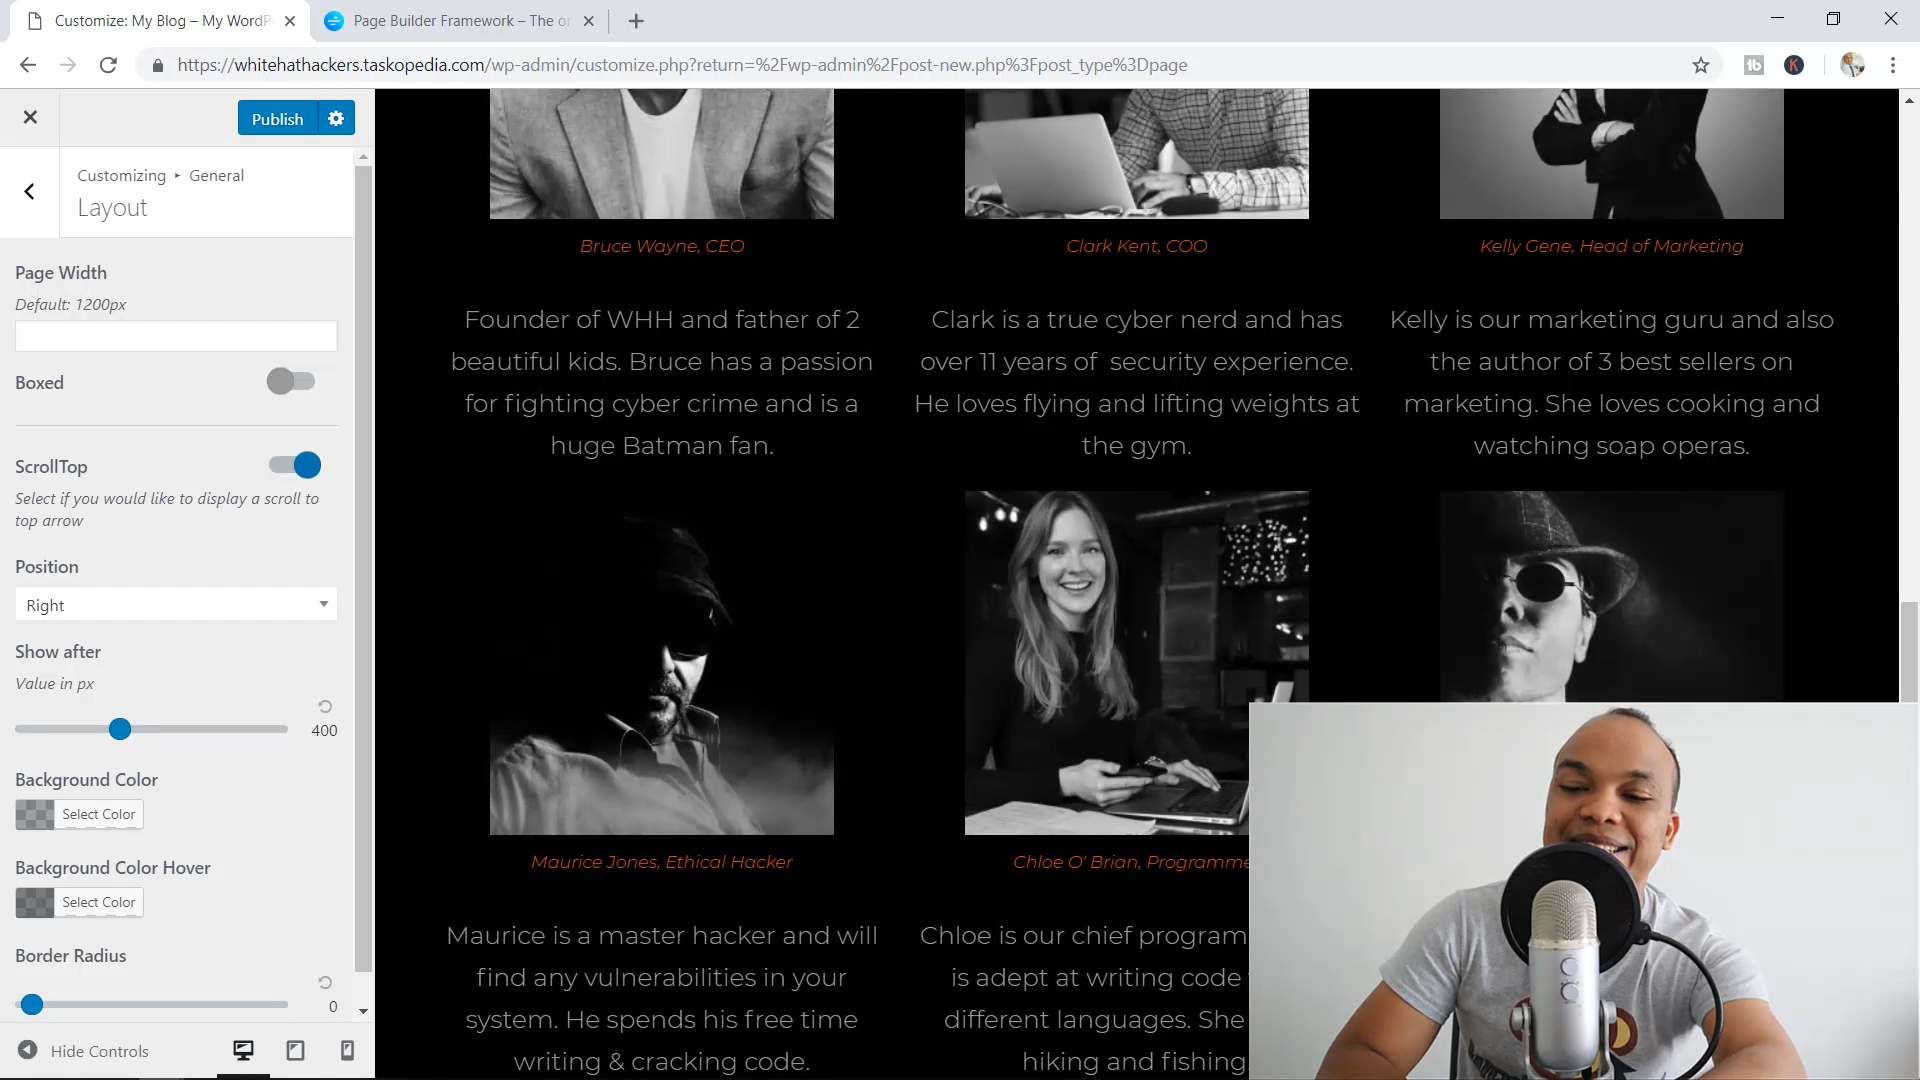 Customize: My Blog – My WordP
Page Builder Framework – The o
https://whitehathackers.taskopedia.com/wp-admin/customize.php?return=%2Fwp-admin%2Fpost-new.php%3Fpost_type%3Dpage
Publish
Customizing ▸ General
Layout
Page Width
Default: 1200px
Boxed
ScrollTop
Select if you would like to display a scroll to
top arrow
Position
Right
Show after
Value in px
400
Background Color
Select Color
Background Color Hover
Select Color
Border Radius
0
Hide Controls
Bruce Wayne, CEO
Clark Kent, COO
Kelly Gene, Head of Marketing
Founder of WHH and father of 2
beautiful kids. Bruce has a passion
for fighting cyber crime and is a
huge Batman fan.
Clark is a true cyber nerd and has
over 11 years of security experience.
He loves flying and lifting weights at
the gym.
Kelly is our marketing guru and also
the author of 3 best sellers on
marketing. She loves cooking and
watching soap operas.
Maurice Jones, Ethical Hacker
Chloe O' Brian, Programme
Maurice is a master hacker and will
find any vulnerabilities in your
system. He spends his free time
writing & cracking code.
Chloe is our chief program
is adept at writing code
different languages. She
hiking and fishing.